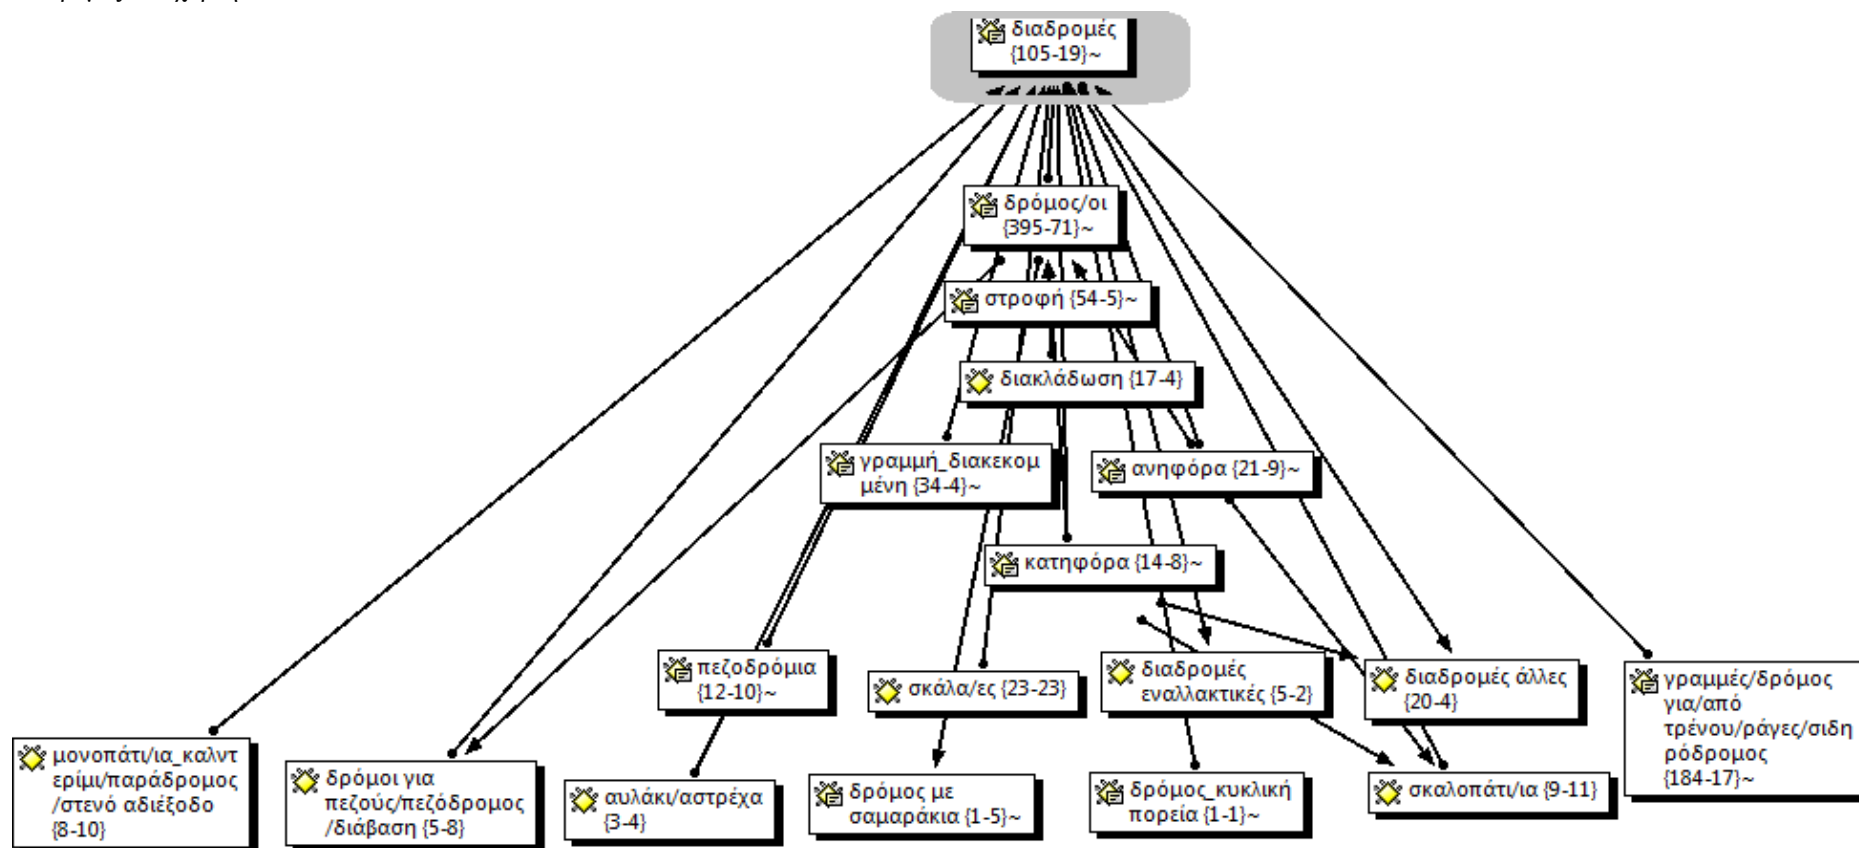 διαδρομές
{105-19}~
δρόμος/οι
{395-71}~
στροφή {54-5}~
διακλάδωση {17-4}
γραμμή_διακεκομ
μένη {34-4}~
ανηφόρα {21-9}~
κατηφόρα {14-8}~
πεζοδρόμια
{12-10}~
σκάλα/ες {23-23}
διαδρομές
εναλλακτικές {5-2}
διαδρομές άλλες
{20-4}
γραμμές/δρόμος
για/από
τρένου/ράγες/σιδη
ρόδρομος
{184-17}~
μονοπάτι/ια_καλντ
ερίμι/παράδρομος
/στενό αδιέξοδο
{8-10}
δρόμοι για
πεζούς/πεζόδρομος
/διάβαση {5-8}
αυλάκι/αστρέχα
{3-4}
δρόμος με
σαμαράκια {1-5}~
δρόμος_κυκλική
πορεία {1-1}~
σκαλοπάτι/ια {9-11}